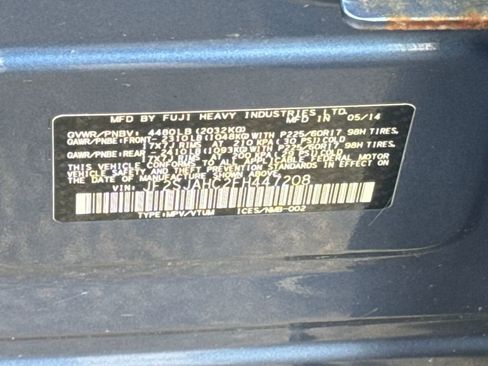 MFD BY FUJI HEAVY INDUSTRIES LTD.
MFD. IN 05/14
GVWR/PNBV: 4480LB(2032KG)
GAWR/PNBE:FRONT- 2310LB(1048KG)WITH P225/60R17 98H TIRES,
17x7J RIMS AT 210 KPA(30 PSI)COLD
GAWR/PNBE:REAR- 2410LB(1093KG)WITH P225/60R17 98H TIRES,
17x7J RIMS AT 200 KPA(29 PSI)COLD
THIS VEHICLE CONFORMS TO ALL APPLICABLE FEDERAL MOTOR
VEHICLE SAFETY
STANDARDS IN EFFECT ON THE DATE OF
MANUFACTURE SHOWN ABOVE.
VIN: JF2SJAHC2EH447208
TYPE:MPV/VTUM ICES/NMB-002